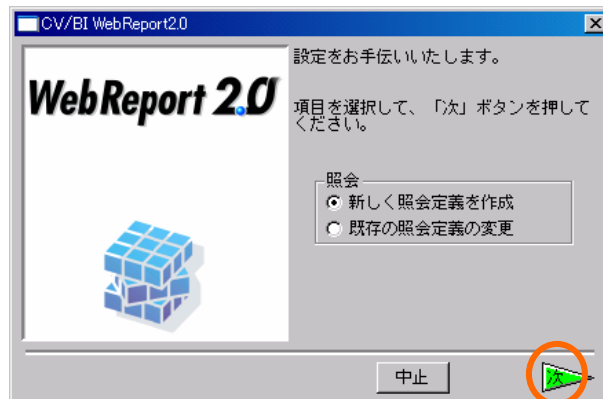 CV/BI WebReport2.0
WebReport 2.0
設定をお手伝いいたします。
項目を選択して、「次」ボタンを押して
ください。
照会
新しく照会定義を作成
既存の照会定義の変更
中止
次